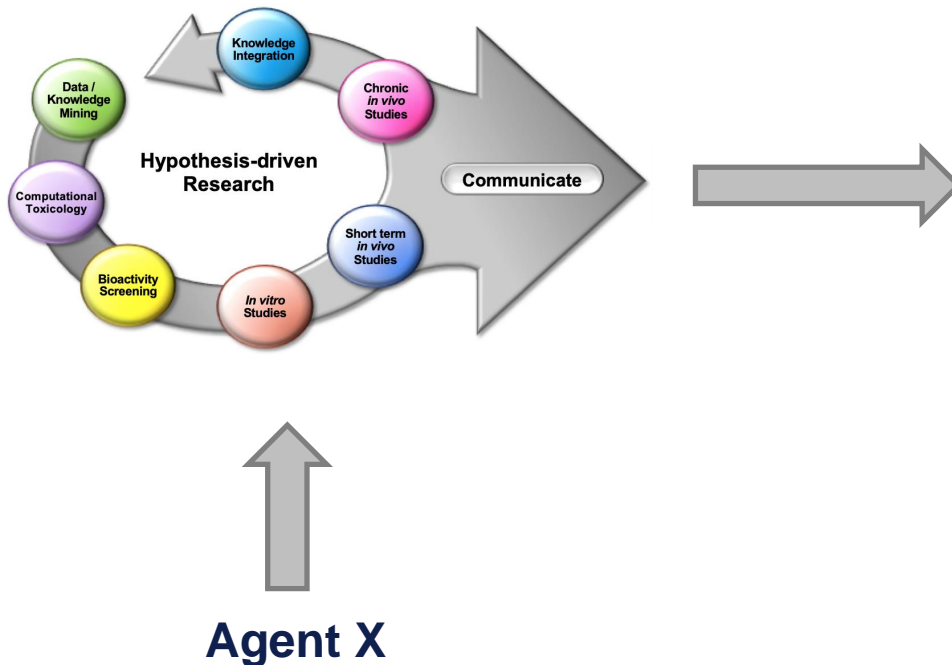 Knowledge
Integration
Chronic
in vivo
Studies
Data /
Knowledge
Mining
Hypothesis-driven
Research
Communicate
Computational
Toxicology
Short term
in vivo
Studies
Bioactivity
Screening
In vitro
Studies
Agent X